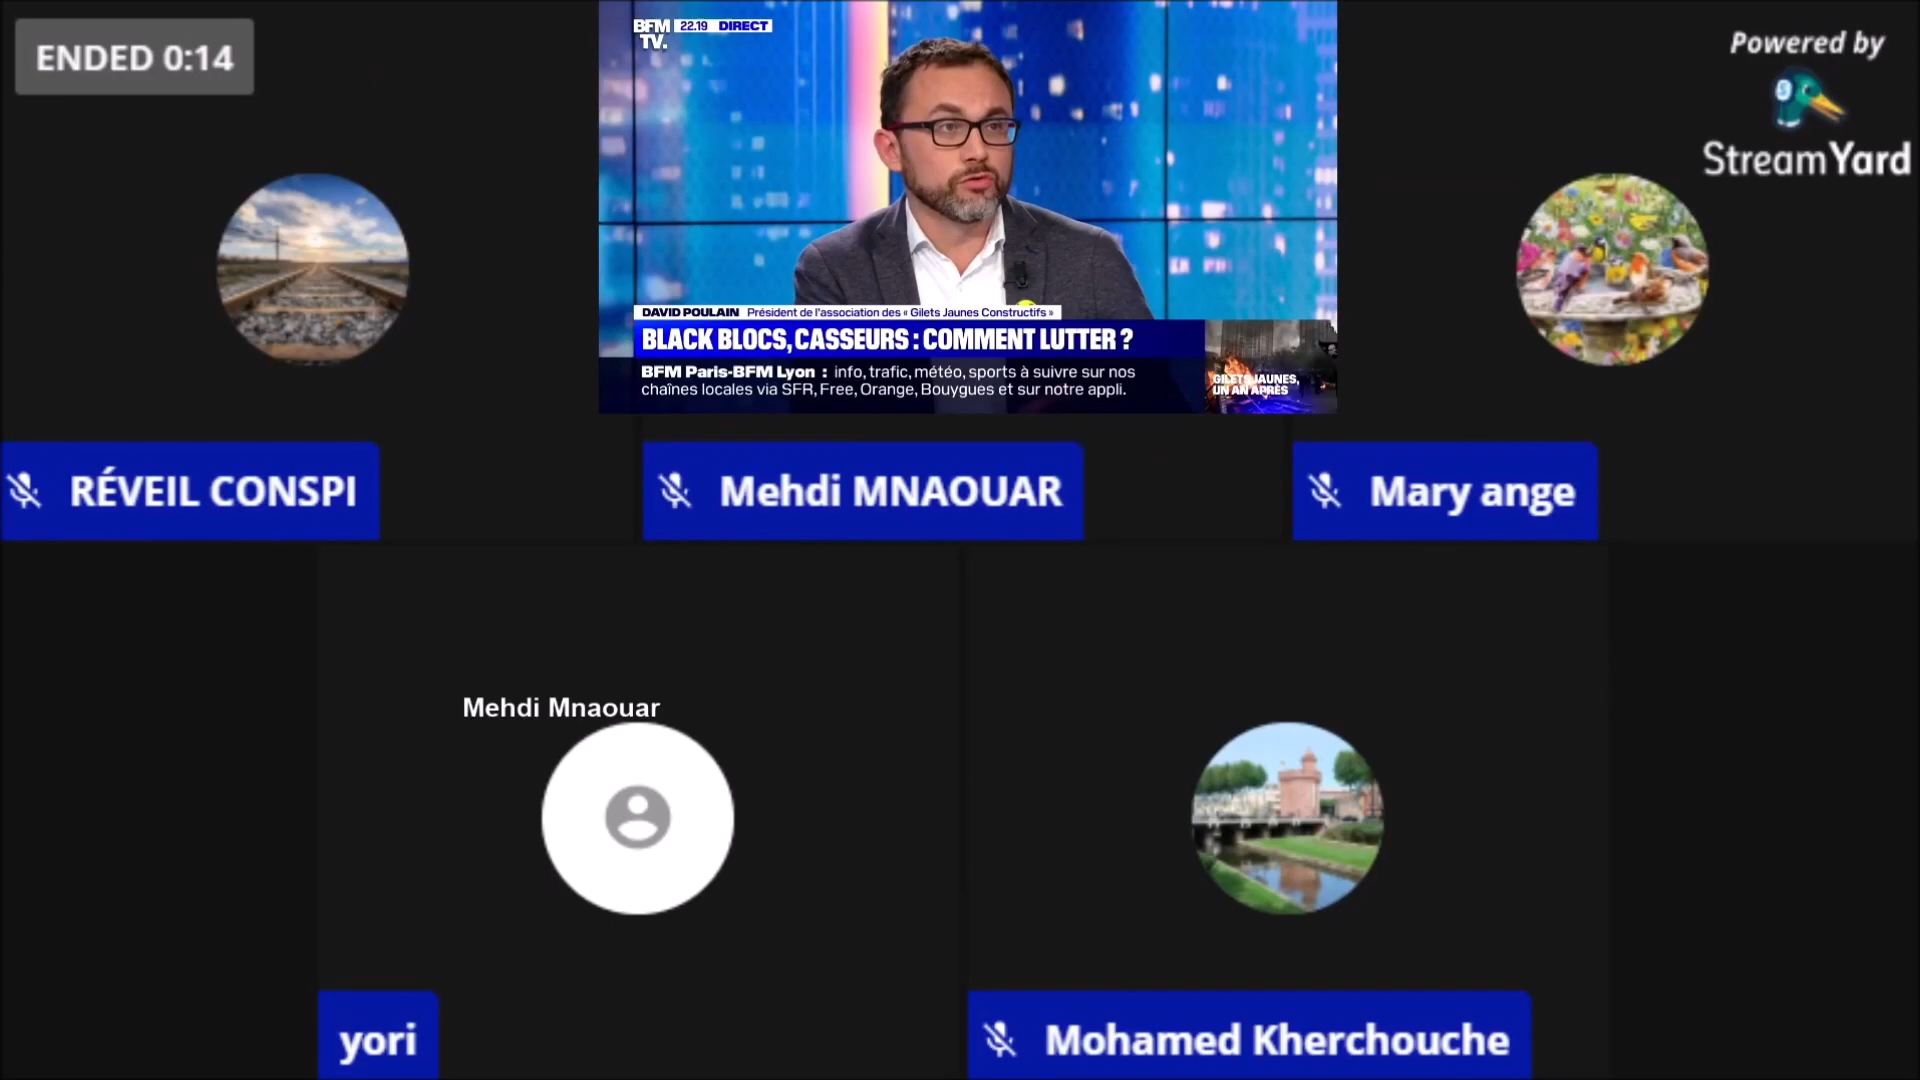 ENDED 0:14
BFM
TV.
22.19 DIRECT
Powered by
StreamYard
DAVID POULAIN Président de l'association des « Gilets Jaunes Constructifs »
BLACK BLOCS, CASSEURS : COMMENT LUTTER ?
BFM Paris-BFM Lyon : info, trafic, météo, sports à suivre sur nos
chaînes locales via SFR, Free, Orange, Bouygues et sur notre appli.
GILETS JAUNES,
UN AN APRÈS
RÉVEIL CONSPI
Mehdi MNAOUAR
Mary ange
Mehdi Mnaouar
yori
Mohamed Kherchouche